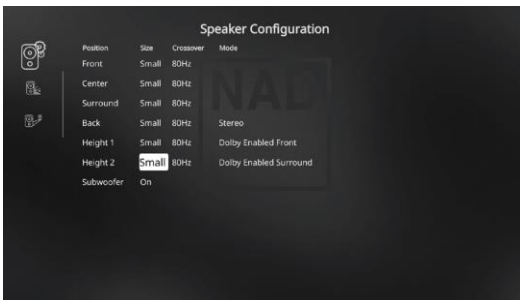 Speaker Configuration
Position Size Crossover Mode
Front Small 80Hz
Center Small 80Hz
Surround Small 80Hz
Back Small 80Hz Stereo
Height 1 Small 80Hz Dolby Enabled Front
Height 2 Small 80Hz Dolby Enabled Surround
Subwoofer On
NAD